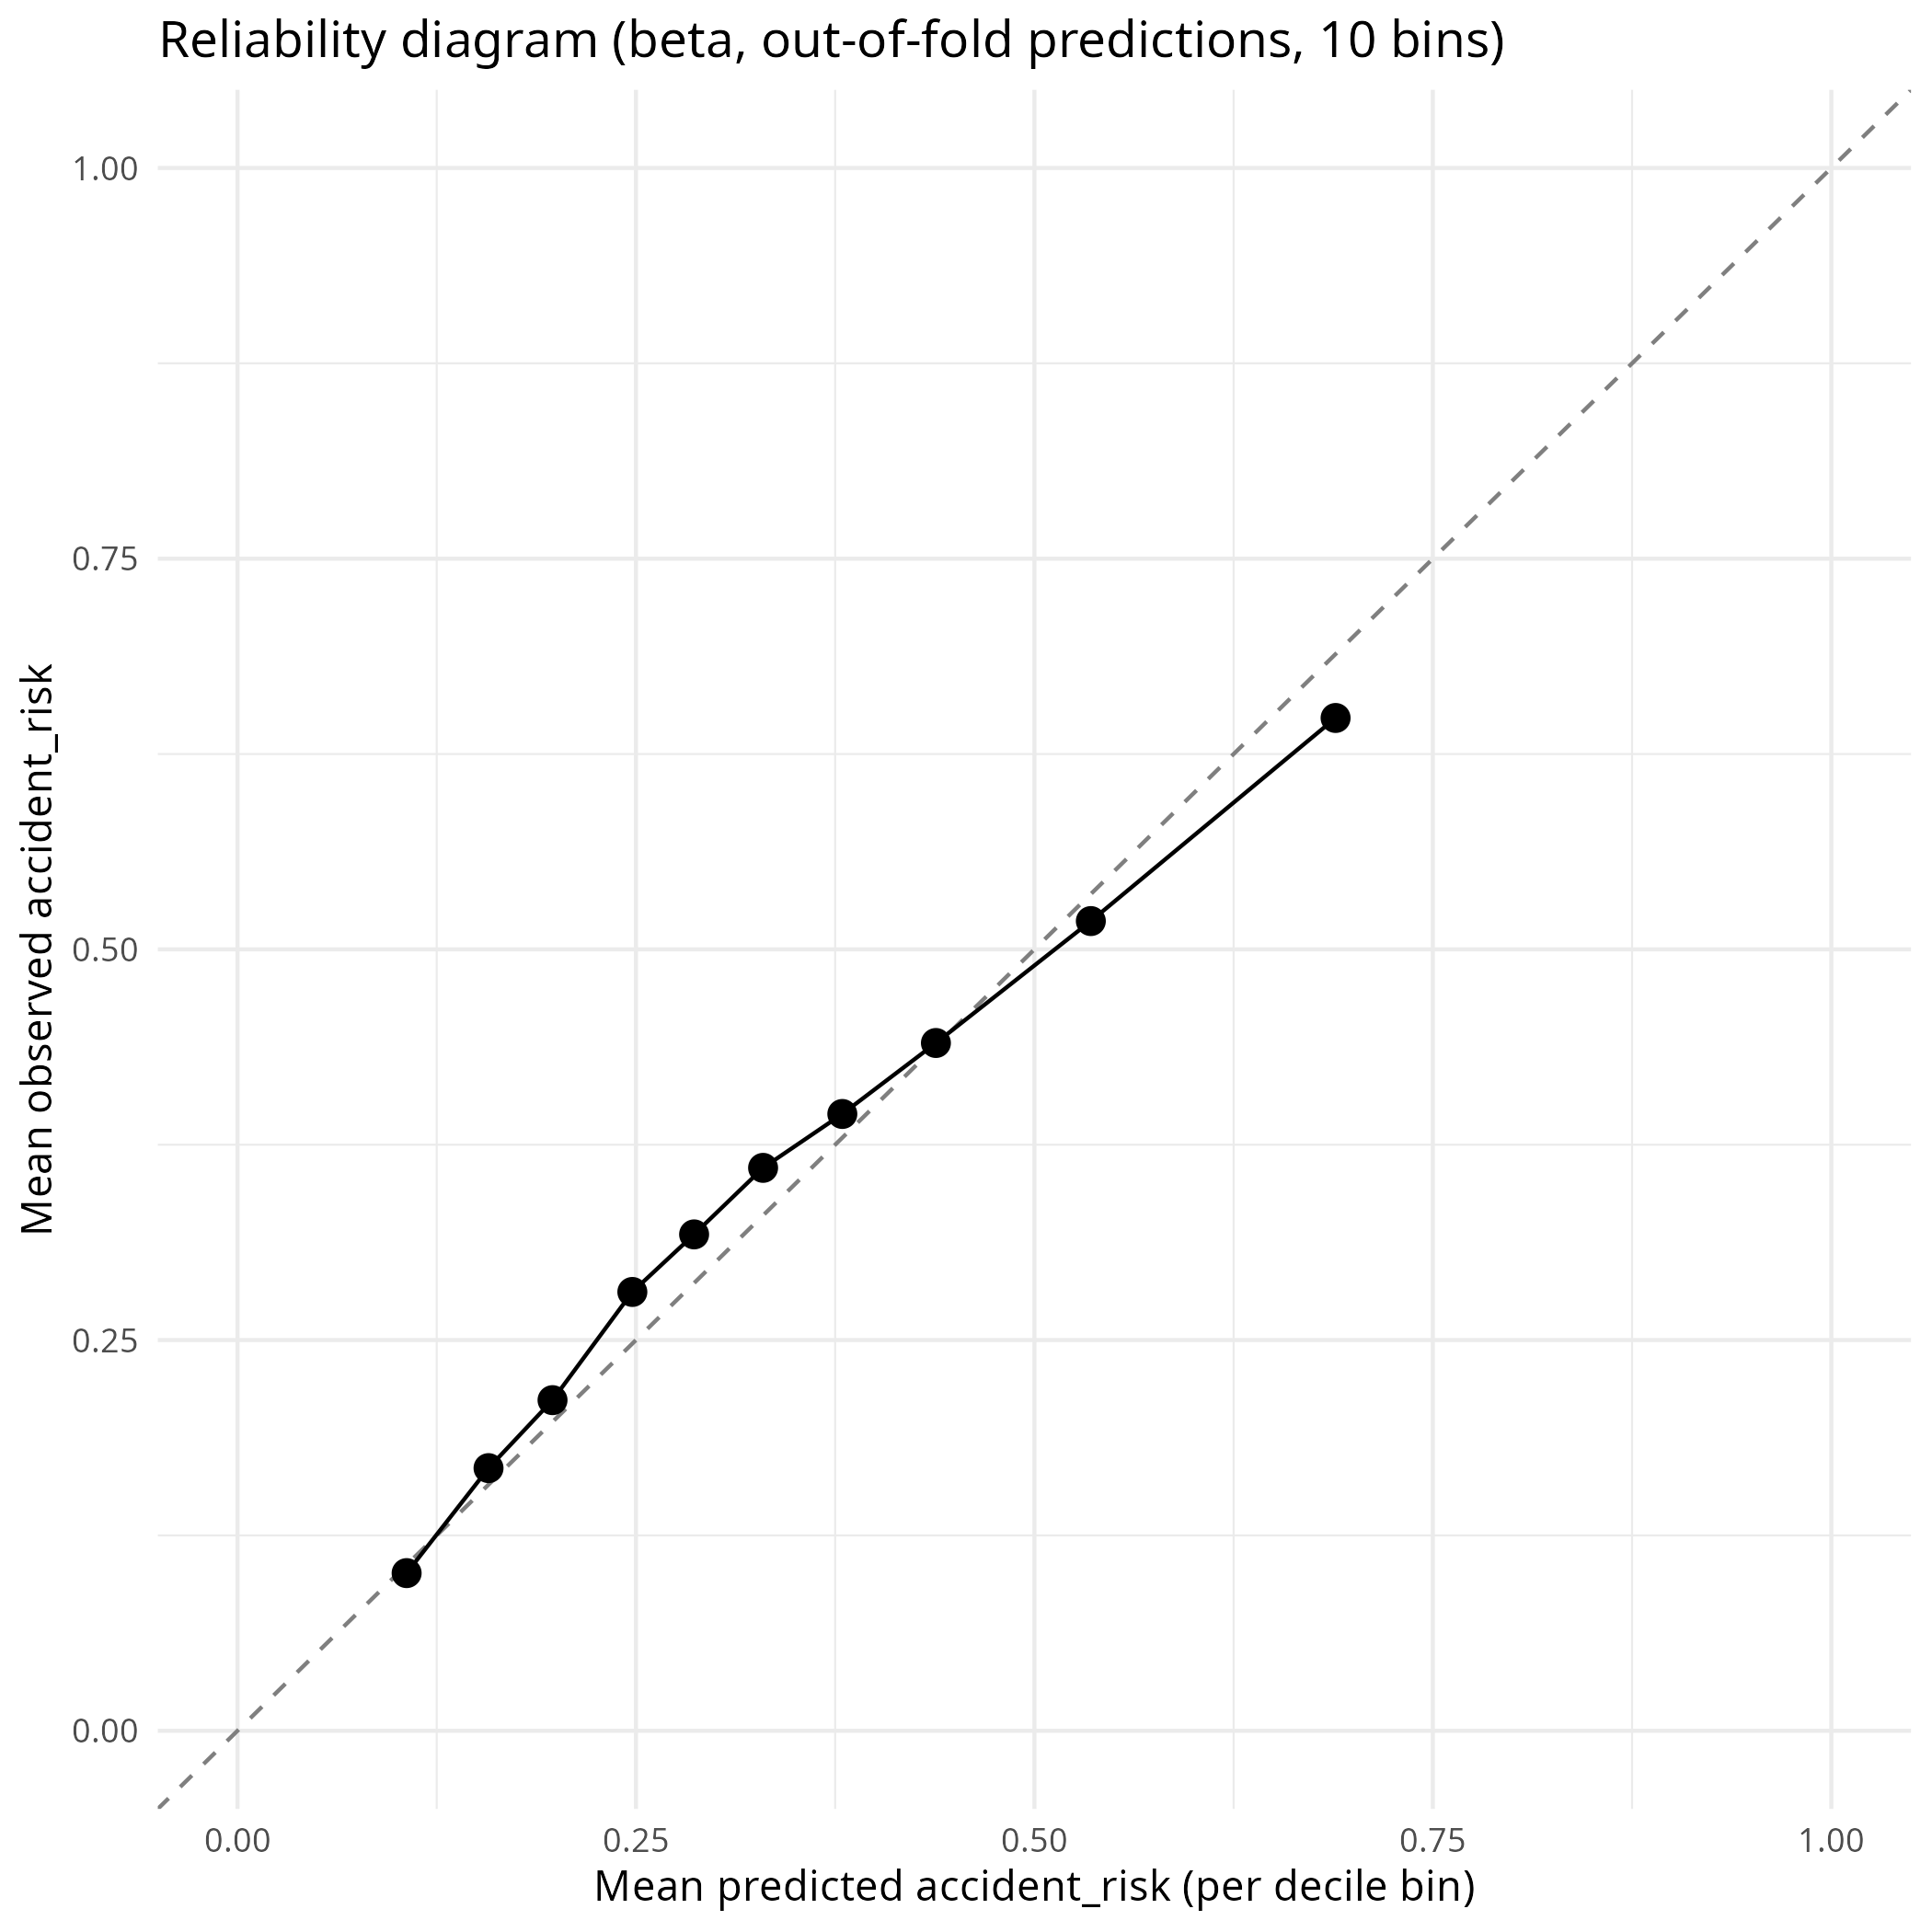 Reliability diagram (beta, out-of-fold predictions, 10 bins)
Mean observed accident_risk
1.00
0.75
0.50
0.25
0.00
0.00 0.25 0.50 0.75 1.00
Mean predicted accident_risk (per decile bin)